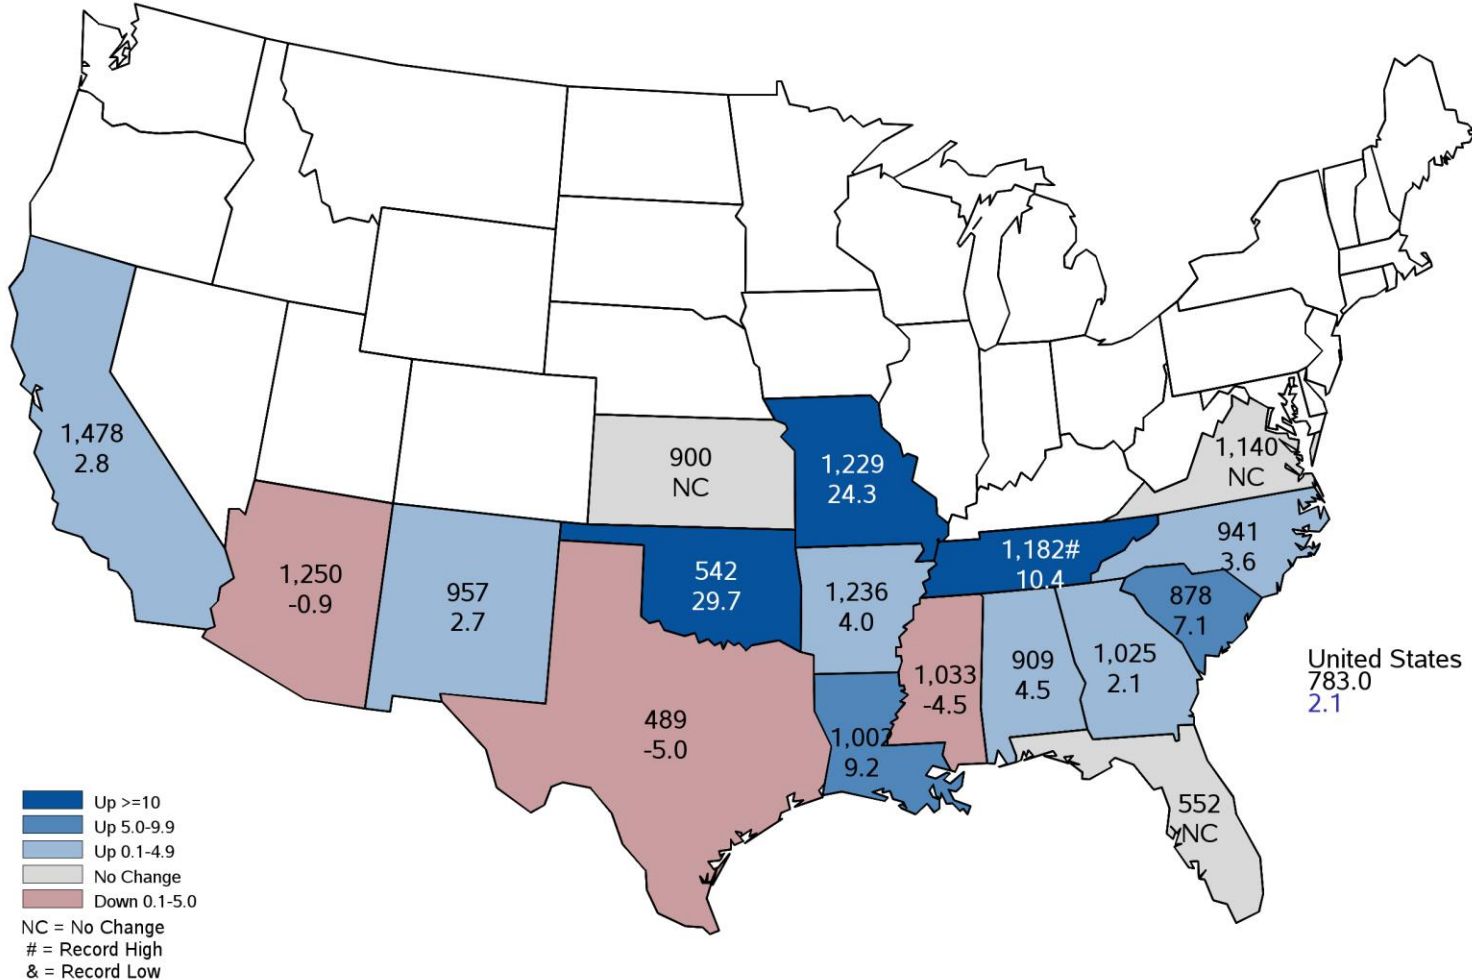 1,478
2.8
900
NC
1,229
24.3
1,140
NC
1,250
-0.9
957
2.7
542
29.7
1,236
4.0
1,182#
10.4
941
3.6
878
7.1
489
-5.0
1,002
9.2
1,033
-4.5
909
4.5
1,025
2.1
552
NC
United States
783.0
2.1
Up >=10
Up 5.0-9.9
Up 0.1-4.9
No Change
Down 0.1-5.0
NC = No Change
# = Record High
& = Record Low